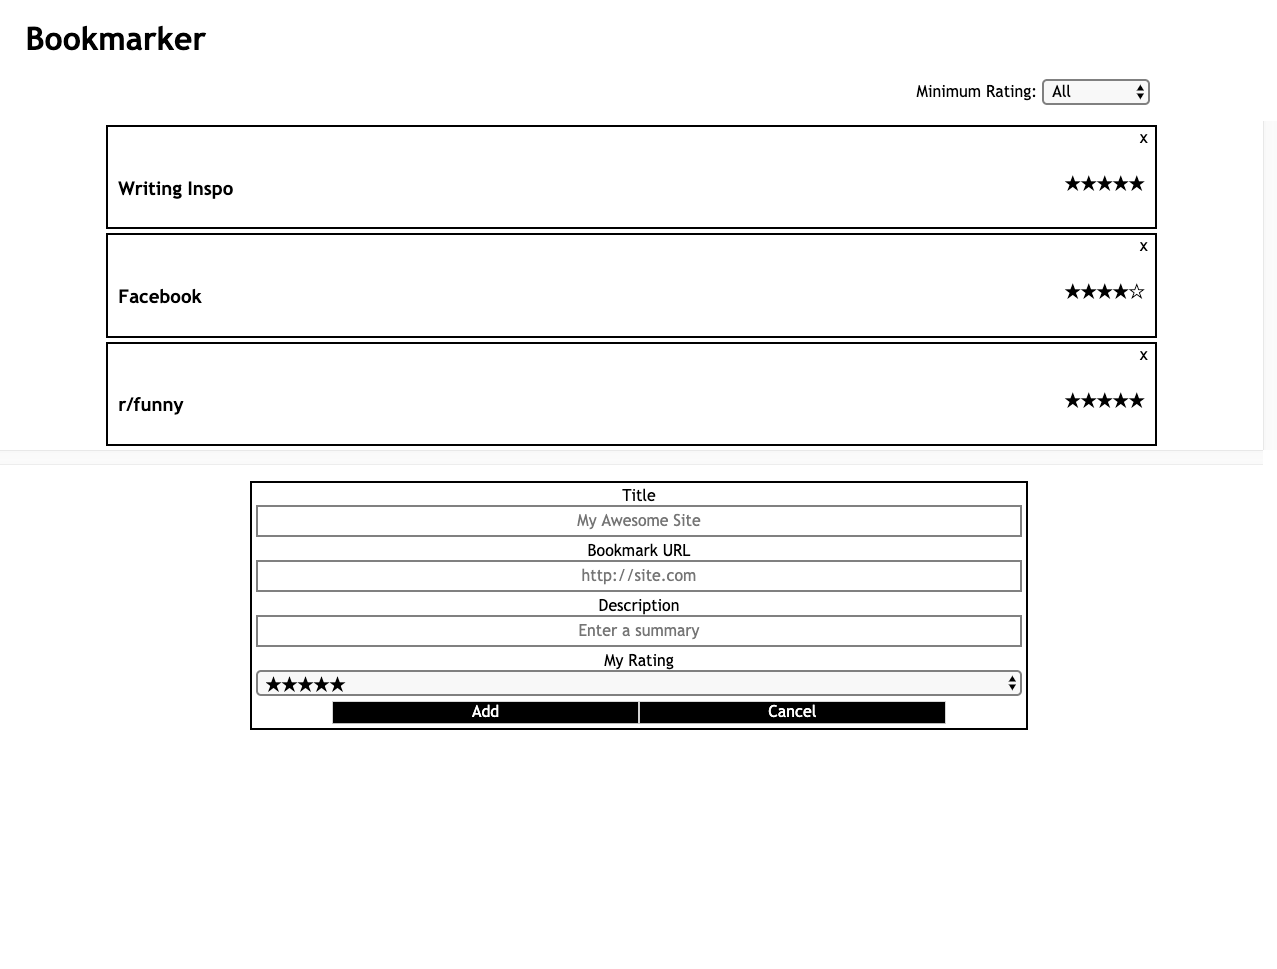 Bookmarker
Minimum Rating: All
x
Writing Inspo ★★★★★
x
Facebook ★★★★☆
x
r/funny ★★★★★
Title
My Awesome Site
Bookmark URL
http://site.com
Description
Enter a summary
My Rating
★★★★★
Add Cancel